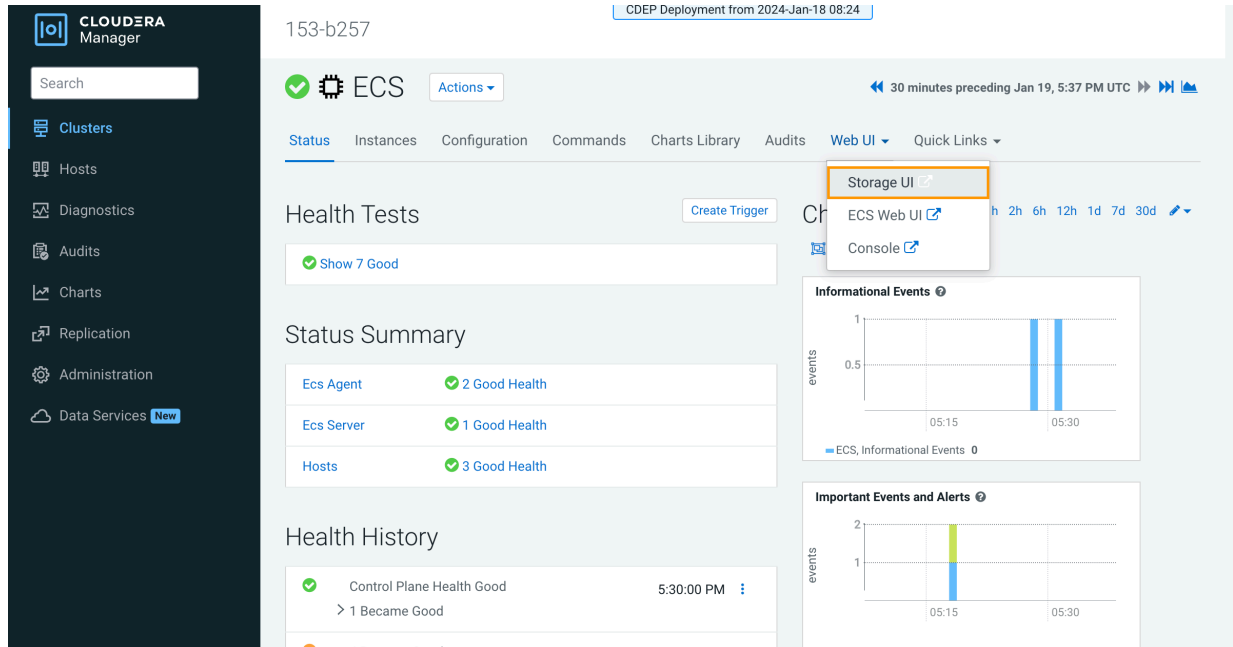 CLOUDERA
Manager
Search
Clusters
Hosts
Diagnostics
Audits
Charts
Replication
Administration
Data Services New
CDEP Deployment from 2024-Jan-18 08:24
153-b257
ECS
Actions
30 minutes preceding Jan 19, 5:37 PM UTC
Status Instances Configuration Commands Charts Library Audits Web UI Quick Links
Storage UI
ECS Web UI
Console
Health Tests
Create Trigger
Show 7 Good
Status Summary
Ecs Agent 2 Good Health
Ecs Server 1 Good Health
Hosts 3 Good Health
Health History
Control Plane Health Good 5:30:00 PM
1 Became Good
Ch
h 2h 6h 12h 1d 7d 30d
Informational Events
events
1
0.5
05:15 05:30
ECS, Informational Events 0
Important Events and Alerts
events
2
1
05:15 05:30